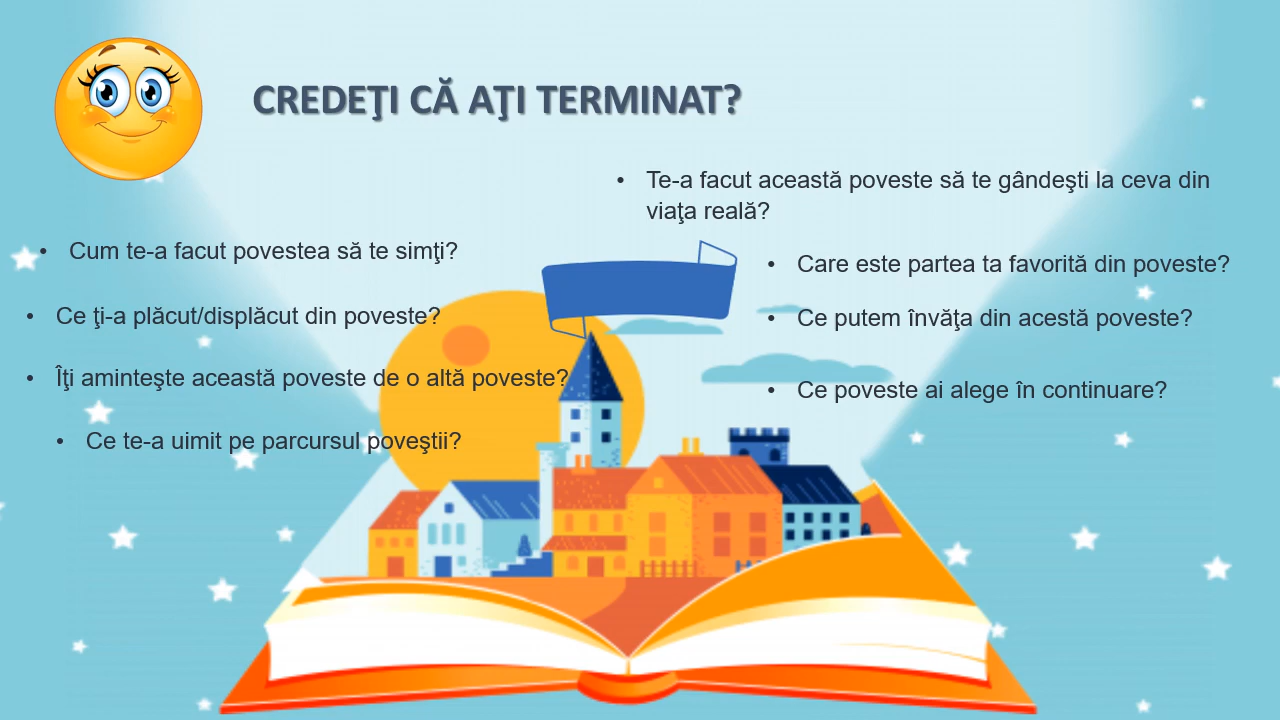 CREDEŢI CĂ AŢI TERMINAT?
• Te-a facut această poveste să te gândeşti la ceva din
viaţa reală?
• Cum te-a facut povestea să te simţi?
• Ce ţi-a plăcut/displăcut din poveste?
• Îţi aminteşte această poveste de o altă poveste?
• Ce te-a uimit pe parcursul poveştii?
• Care este partea ta favorită din poveste?
• Ce putem învăţa din acestă poveste?
• Ce poveste ai alege în continuare?